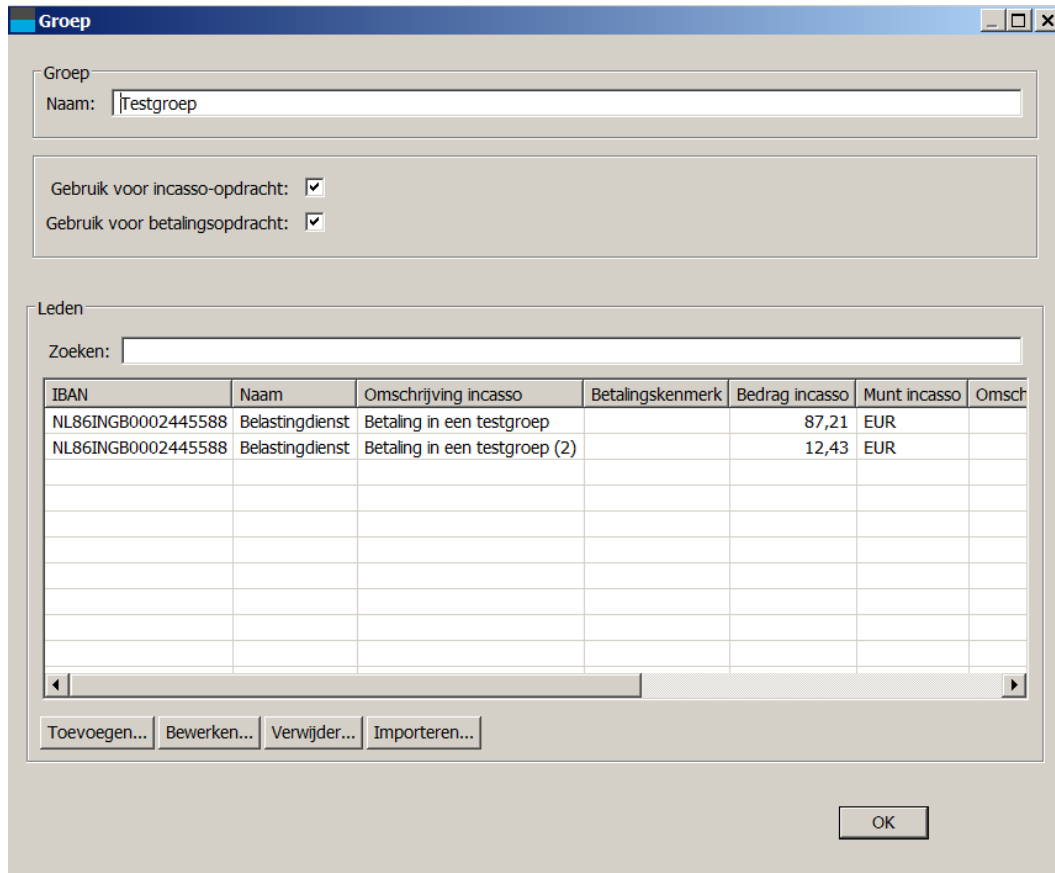 Groep
Groep
Naam: Testgroep
Gebruik voor incasso-opdracht:
Gebruik voor betalingsopdracht:
Leden
Zoeken:
IBAN Naam Omschrijving incasso Betalingskenmerk Bedrag incasso Munt incasso Omsch
NL86INGB0002445588 Belastingdienst Betaling in een testgroep 87,21 EUR
NL86INGB0002445588 Belastingdienst Betaling in een testgroep (2) 12,43 EUR
Toevoegen... Bewerken... Verwijder... Importeren...
OK